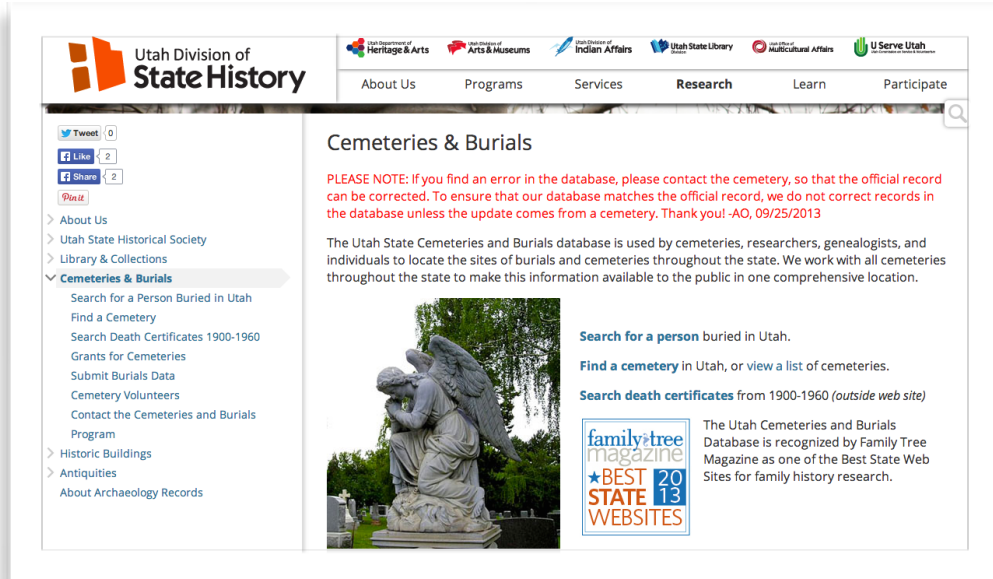 Utah Division of
State History
Utah Department of
Heritage & Arts
Utah Division of
Arts & Museums
Utah Division of
Indian Affairs
Utah State Library
Division
Utah Office of
Multicultural Affairs
U Serve Utah
About Us
Programs
Services
Research
Learn
Participate
Tweet
0
Like
2
Share
2
Pin it
About Us
Utah State Historical Society
Library & Collections
Cemeteries & Burials
Search for a Person Buried in Utah
Find a Cemetery
Search Death Certificates 1900-1960
Grants for Cemeteries
Submit Burials Data
Cemetery Volunteers
Contact the Cemeteries and Burials
Program
Historic Buildings
Antiquities
About Archaeology Records
Cemeteries & Burials
PLEASE NOTE: If you find an error in the database, please contact the cemetery, so that the official record
can be corrected. To ensure that our database matches the official record, we do not correct records in
the database unless the update comes from a cemetery. Thank you! -AO, 09/25/2013
The Utah State Cemeteries and Burials database is used by cemeteries, researchers, genealogists, and
individuals to locate the sites of burials and cemeteries throughout the state. We work with all cemeteries
throughout the state to make this information available to the public in one comprehensive location.
Search for a person buried in Utah.
Find a cemetery in Utah, or view a list of cemeteries.
Search death certificates from 1900-1960 (outside web site)
family tree
magazine
BEST
STATE
2013
WEBSITES
The Utah Cemeteries and Burials
Database is recognized by Family Tree
Magazine as one of the Best State Web
Sites for family history research.